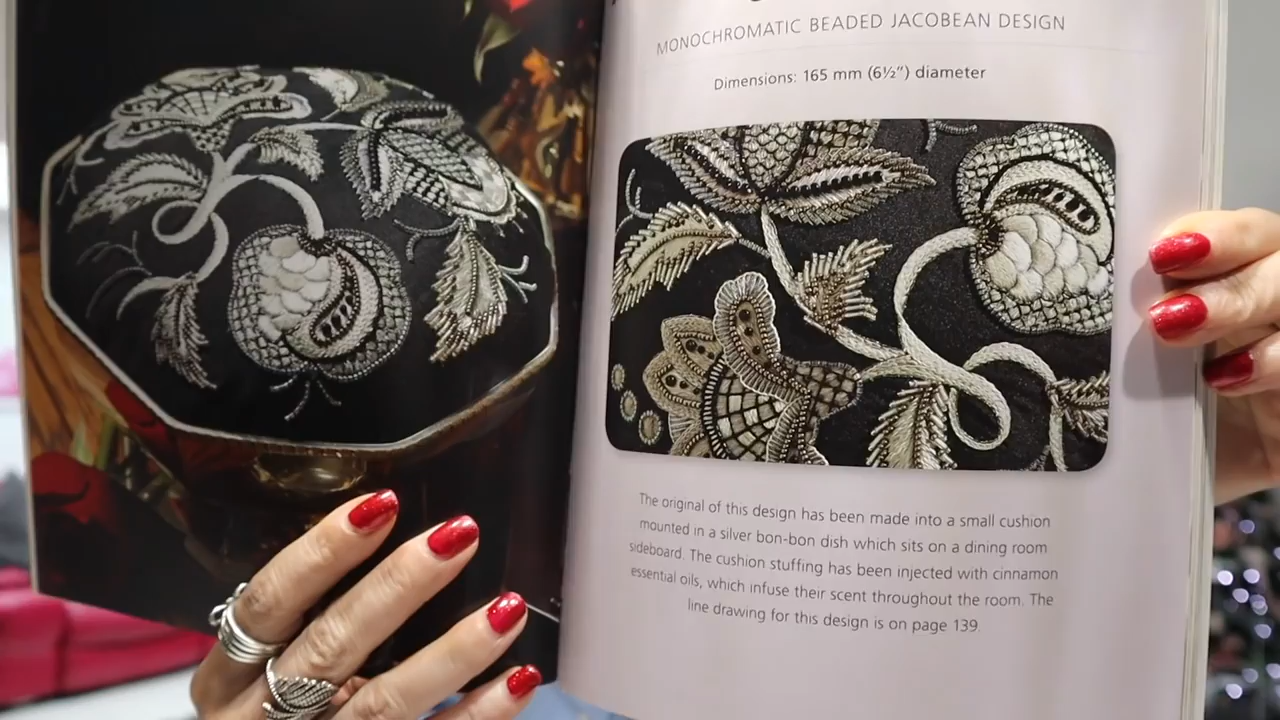 MONOCHROMATIC BEADED JACOBEAN DESIGN
Dimensions: 165 mm (6½") diameter
The original of this design has been made into a small cushion
mounted in a silver bon-bon dish which sits on a dining room
sideboard. The cushion stuffing has been injected with cinnamon
essential oils, which infuse their scent throughout the room. The
line drawing for this design is on page 139.